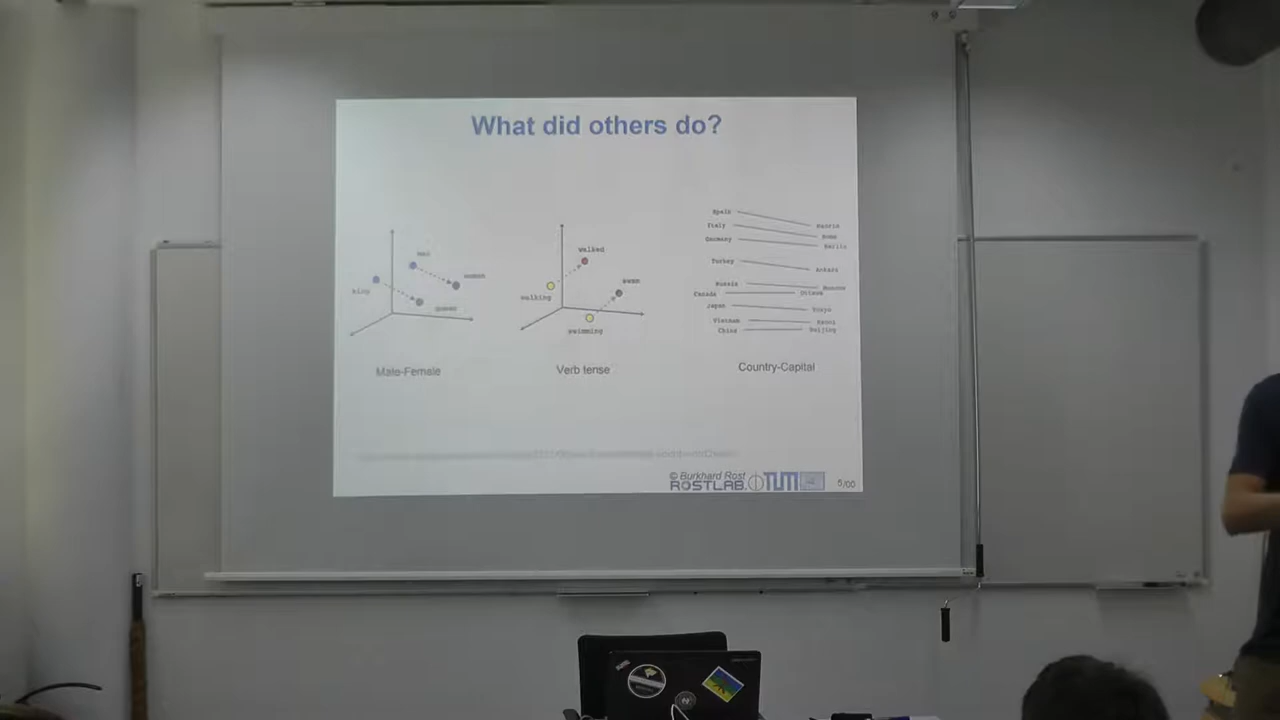 What did others do?
man
woman
king
queen
Male-Female
walked
swam
walking
swimming
Verb tense
Spain
Madrid
Italy
Rome
Germany
Berlin
Turkey
Ankara
Russia
Moscow
Canada
Ottawa
Japan
Tokyo
Vietnam
Hanoi
China
Beijing
Country-Capital
© Burkhard Rost
ROSTLAB.
TUM
5/60